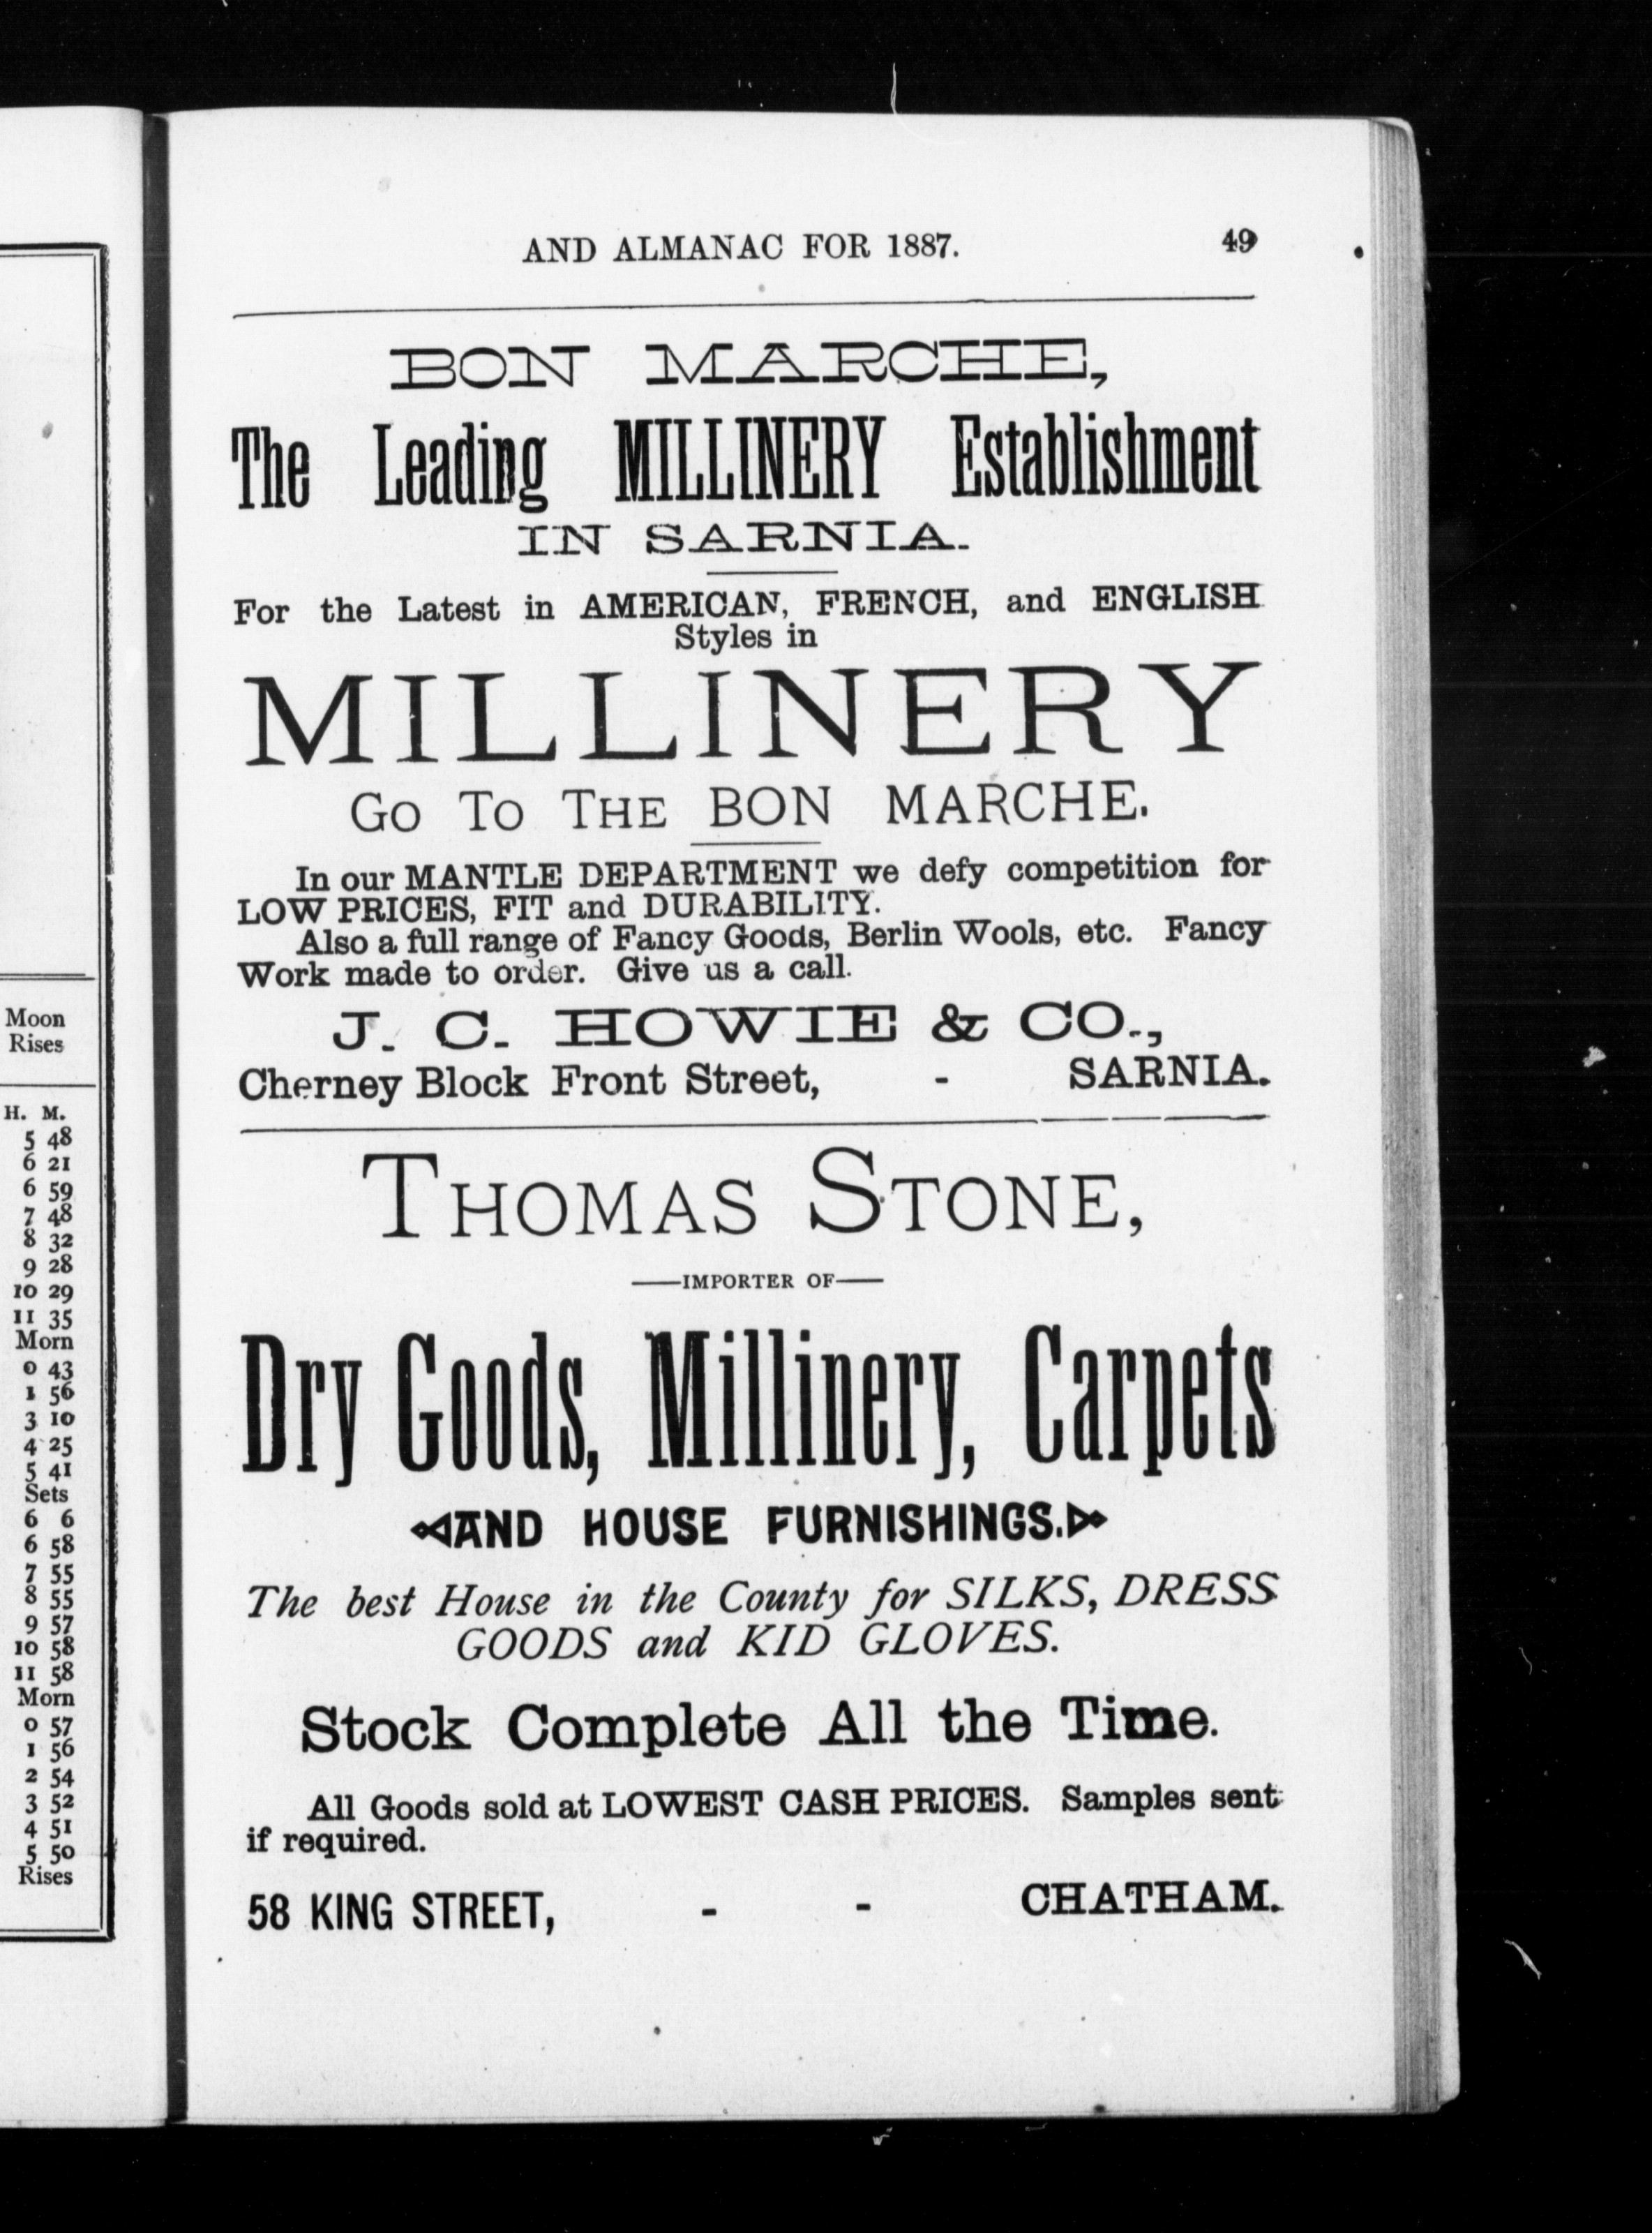 Moon
Rises
H. M.
5 48
6 21
6 59
7 48
8 32
9 28
10 29
11 35
Morn
0 43
1 56
3 10
4 25
5 41
Sets
6 6
6 58
7 55
8 55
9 57
10 58
11 58
Morn
0 57
1 56
2 54
3 52
4 51
5 50
Rises
AND ALMANAC FOR 1887. 49
BON MARCHE,
The Leading MILLINERY Establishment
IN SARNIA.
For the Latest in AMERICAN, FRENCH, and ENGLISH
Styles in
MILLINERY
GO TO THE BON MARCHE.
In our MANTLE DEPARTMENT we defy competition for
LOW PRICES, FIT and DURABILITY.
Also a full range of Fancy Goods, Berlin Wools, etc. Fancy
Work made to order. Give us a call.
J. C. HOWIE & CO.,
Cherney Block Front Street, - SARNIA.
THOMAS STONE,
—IMPORTER OF—
Dry Goods, Millinery, Carpets
AND HOUSE FURNISHINGS.
The best House in the County for SILKS, DRESS
GOODS and KID GLOVES.
Stock Complete All the Time.
All Goods sold at LOWEST CASH PRICES. Samples sent
if required.
58 KING STREET, - - CHATHAM.